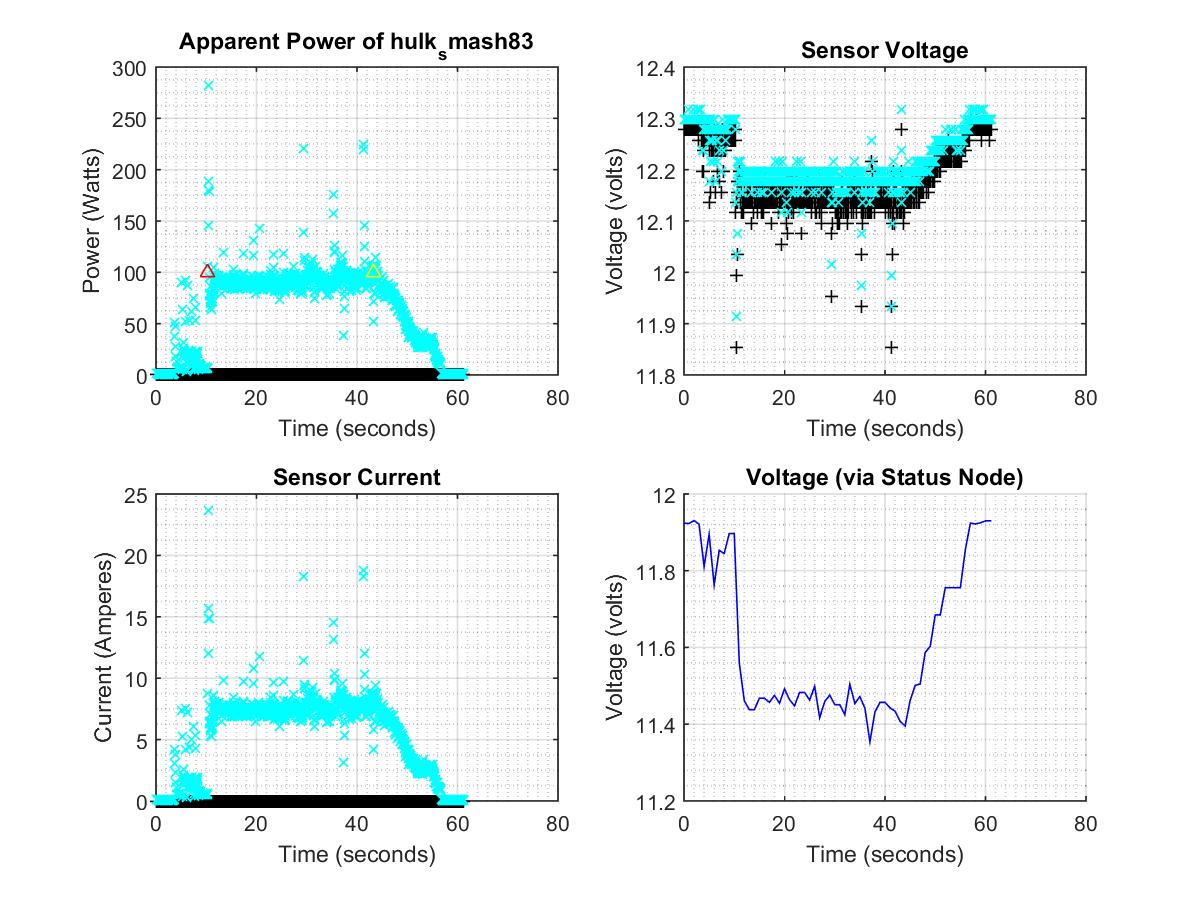 Apparent Power of hulksmash83
Sensor Voltage
300
250
200
150
100
50
0
Power (Watts)
0 20 40 60 80
Time (seconds)
12.4
12.3
12.2
12.1
12
11.9
11.8
Voltage (volts)
0 20 40 60 80
Time (seconds)
Sensor Current
Voltage (via Status Node)
25
20
15
10
5
0
Current (Amperes)
0 20 40 60 80
Time (seconds)
12
11.8
11.6
11.4
11.2
Voltage (volts)
0 20 40 60 80
Time (seconds)